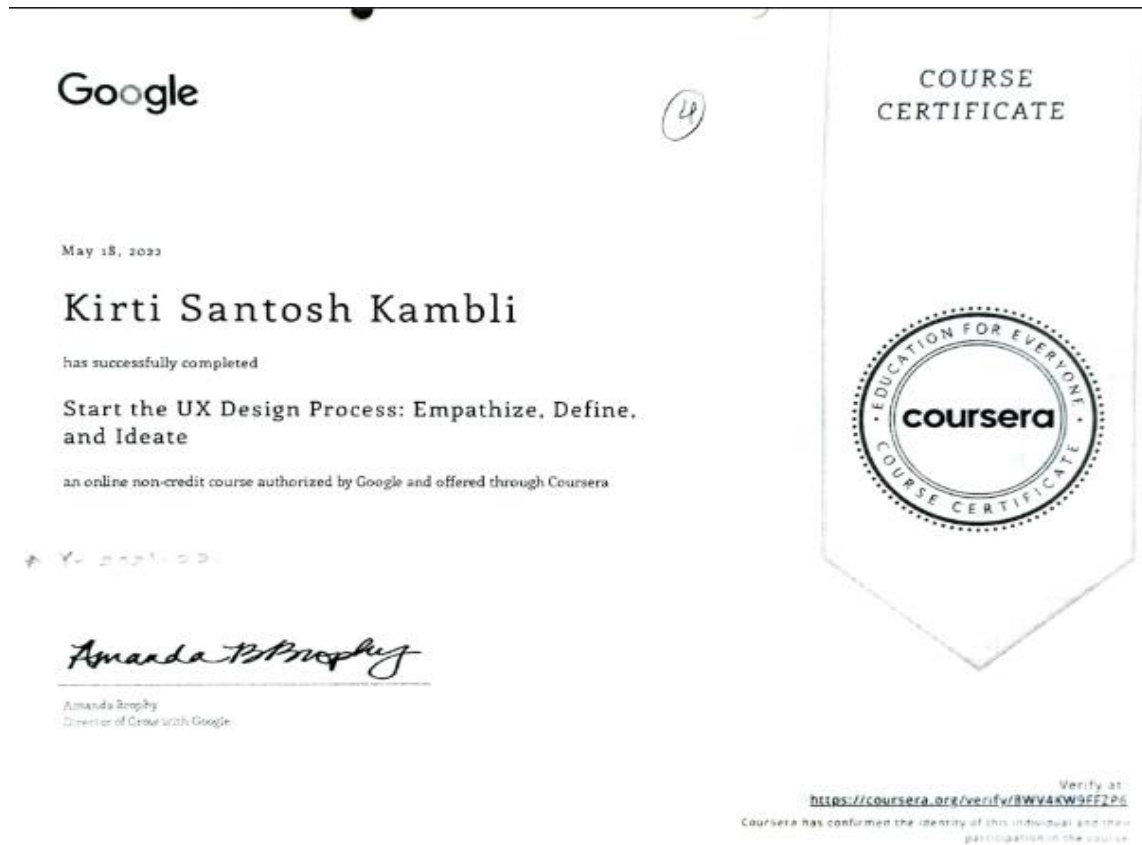 Google
4
COURSE
CERTIFICATE
May 18, 2022
Kirti Santosh Kambli
has successfully completed
Start the UX Design Process: Empathize, Define,
and Ideate
an online non-credit course authorized by Google and offered through Coursera
EDUCATION FOR EVERYONE
coursera
COURSE CERTIFICATE
Amanda B Brophy
Amanda Brophy
Director of Grow with Google
Verify at:
https://coursera.org/verify/8WV4KW9FFZP6
Coursera has confirmed the identity of this individual and their
participation in the course.